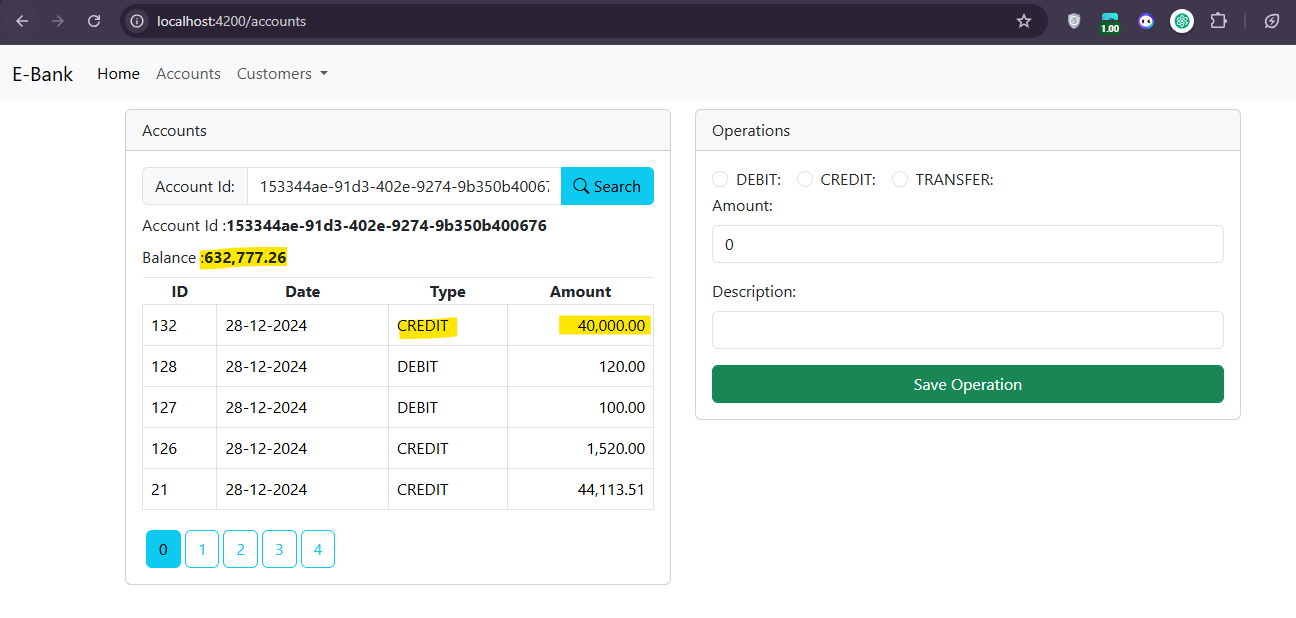 localhost:4200/accounts
1.00
E-Bank Home Accounts Customers
Accounts
Account Id: 153344ae-91d3-402e-9274-9b350b40067 Search
Account Id :153344ae-91d3-402e-9274-9b350b400676
Balance :632,777.26
ID Date Type Amount
132 28-12-2024 CREDIT 40,000.00
128 28-12-2024 DEBIT 120.00
127 28-12-2024 DEBIT 100.00
126 28-12-2024 CREDIT 1,520.00
21 28-12-2024 CREDIT 44,113.51
0 1 2 3 4
Operations
DEBIT: CREDIT: TRANSFER:
Amount:
0
Description:
Save Operation